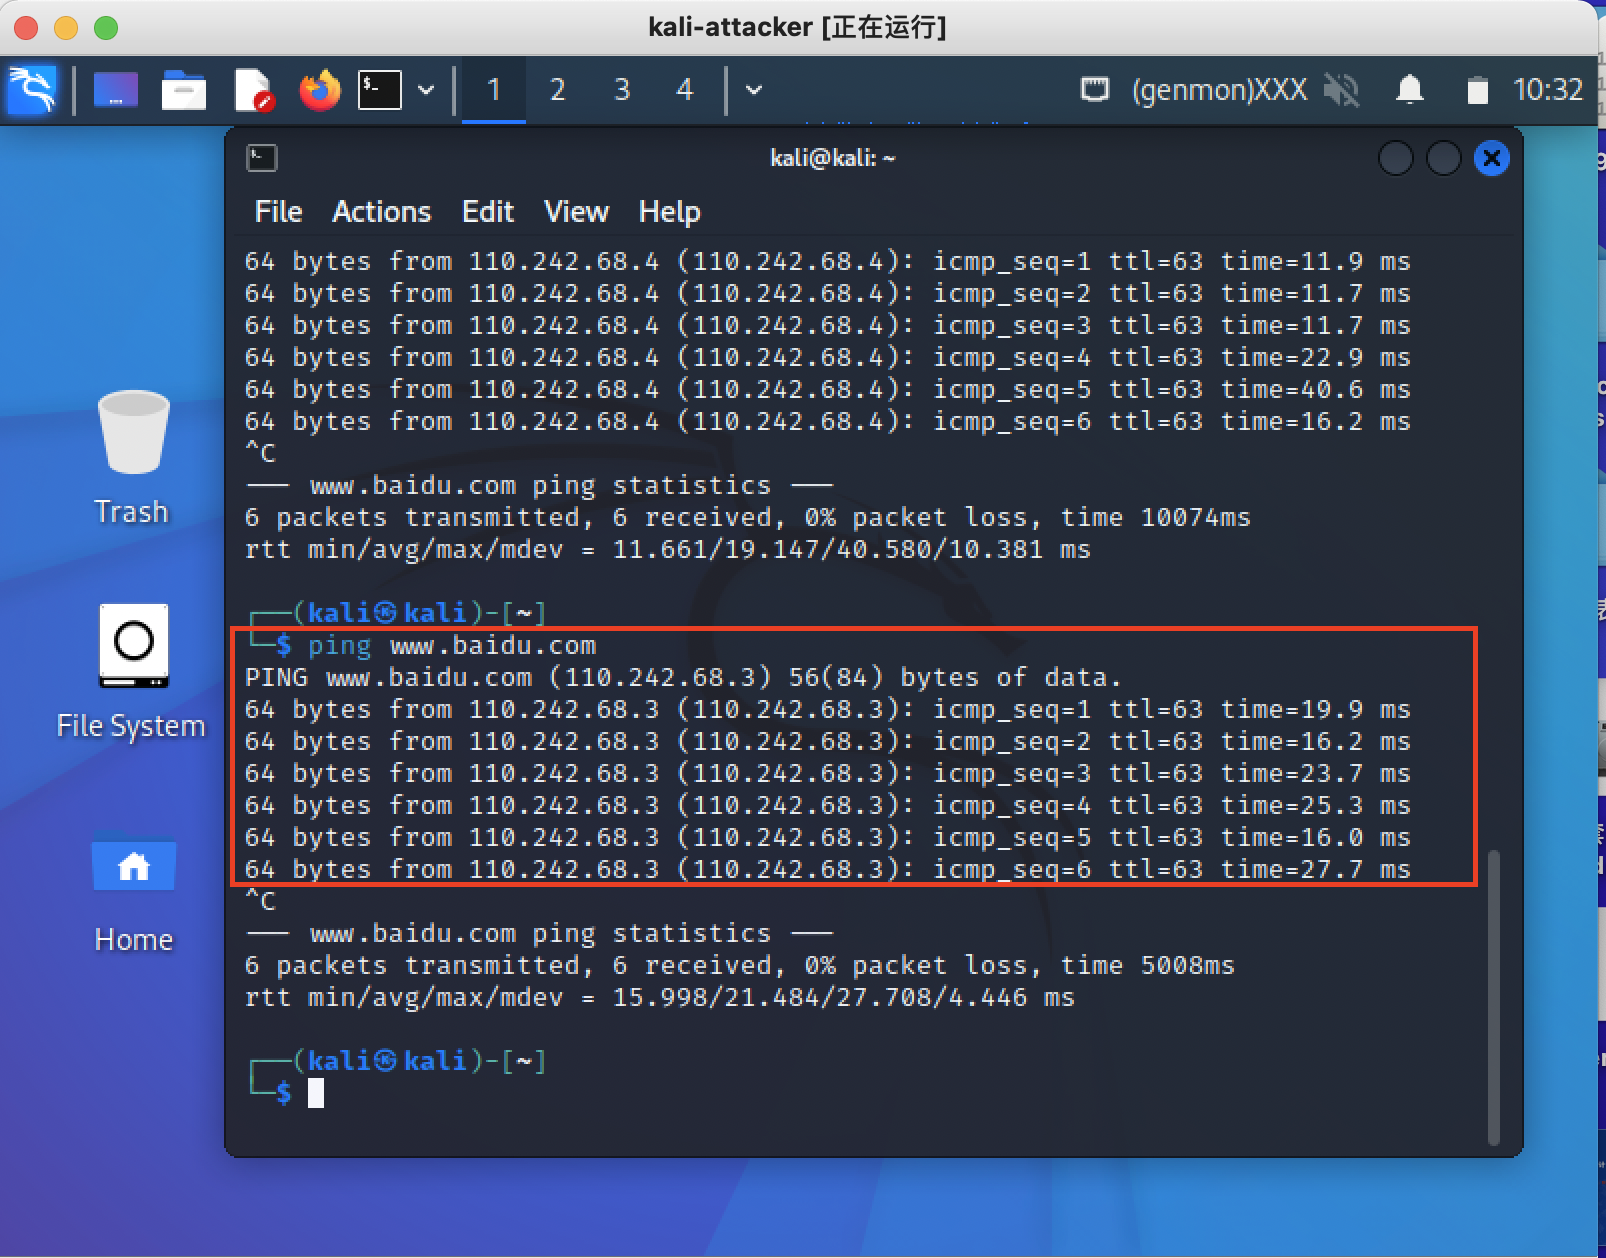 kali-attacker [正在运行]
1 2 3 4 (genmon)XXX 10:32
kali@kali: ~
File Actions Edit View Help
64 bytes from 110.242.68.4 (110.242.68.4): icmp_seq=1 ttl=63 time=11.9 ms
64 bytes from 110.242.68.4 (110.242.68.4): icmp_seq=2 ttl=63 time=11.7 ms
64 bytes from 110.242.68.4 (110.242.68.4): icmp_seq=3 ttl=63 time=11.7 ms
64 bytes from 110.242.68.4 (110.242.68.4): icmp_seq=4 ttl=63 time=22.9 ms
64 bytes from 110.242.68.4 (110.242.68.4): icmp_seq=5 ttl=63 time=40.6 ms
64 bytes from 110.242.68.4 (110.242.68.4): icmp_seq=6 ttl=63 time=16.2 ms
^C
--- www.baidu.com ping statistics ---
6 packets transmitted, 6 received, 0% packet loss, time 10074ms
rtt min/avg/max/mdev = 11.661/19.147/40.580/10.381 ms
┌──(kali㉿kali)-[~]
└─$ ping www.baidu.com
PING www.baidu.com (110.242.68.3) 56(84) bytes of data.
64 bytes from 110.242.68.3 (110.242.68.3): icmp_seq=1 ttl=63 time=19.9 ms
64 bytes from 110.242.68.3 (110.242.68.3): icmp_seq=2 ttl=63 time=16.2 ms
64 bytes from 110.242.68.3 (110.242.68.3): icmp_seq=3 ttl=63 time=23.7 ms
64 bytes from 110.242.68.3 (110.242.68.3): icmp_seq=4 ttl=63 time=25.3 ms
64 bytes from 110.242.68.3 (110.242.68.3): icmp_seq=5 ttl=63 time=16.0 ms
64 bytes from 110.242.68.3 (110.242.68.3): icmp_seq=6 ttl=63 time=27.7 ms
^C
--- www.baidu.com ping statistics ---
6 packets transmitted, 6 received, 0% packet loss, time 5008ms
rtt min/avg/max/mdev = 15.998/21.484/27.708/4.446 ms
┌──(kali㉿kali)-[~]
└─$
Trash
File System
Home